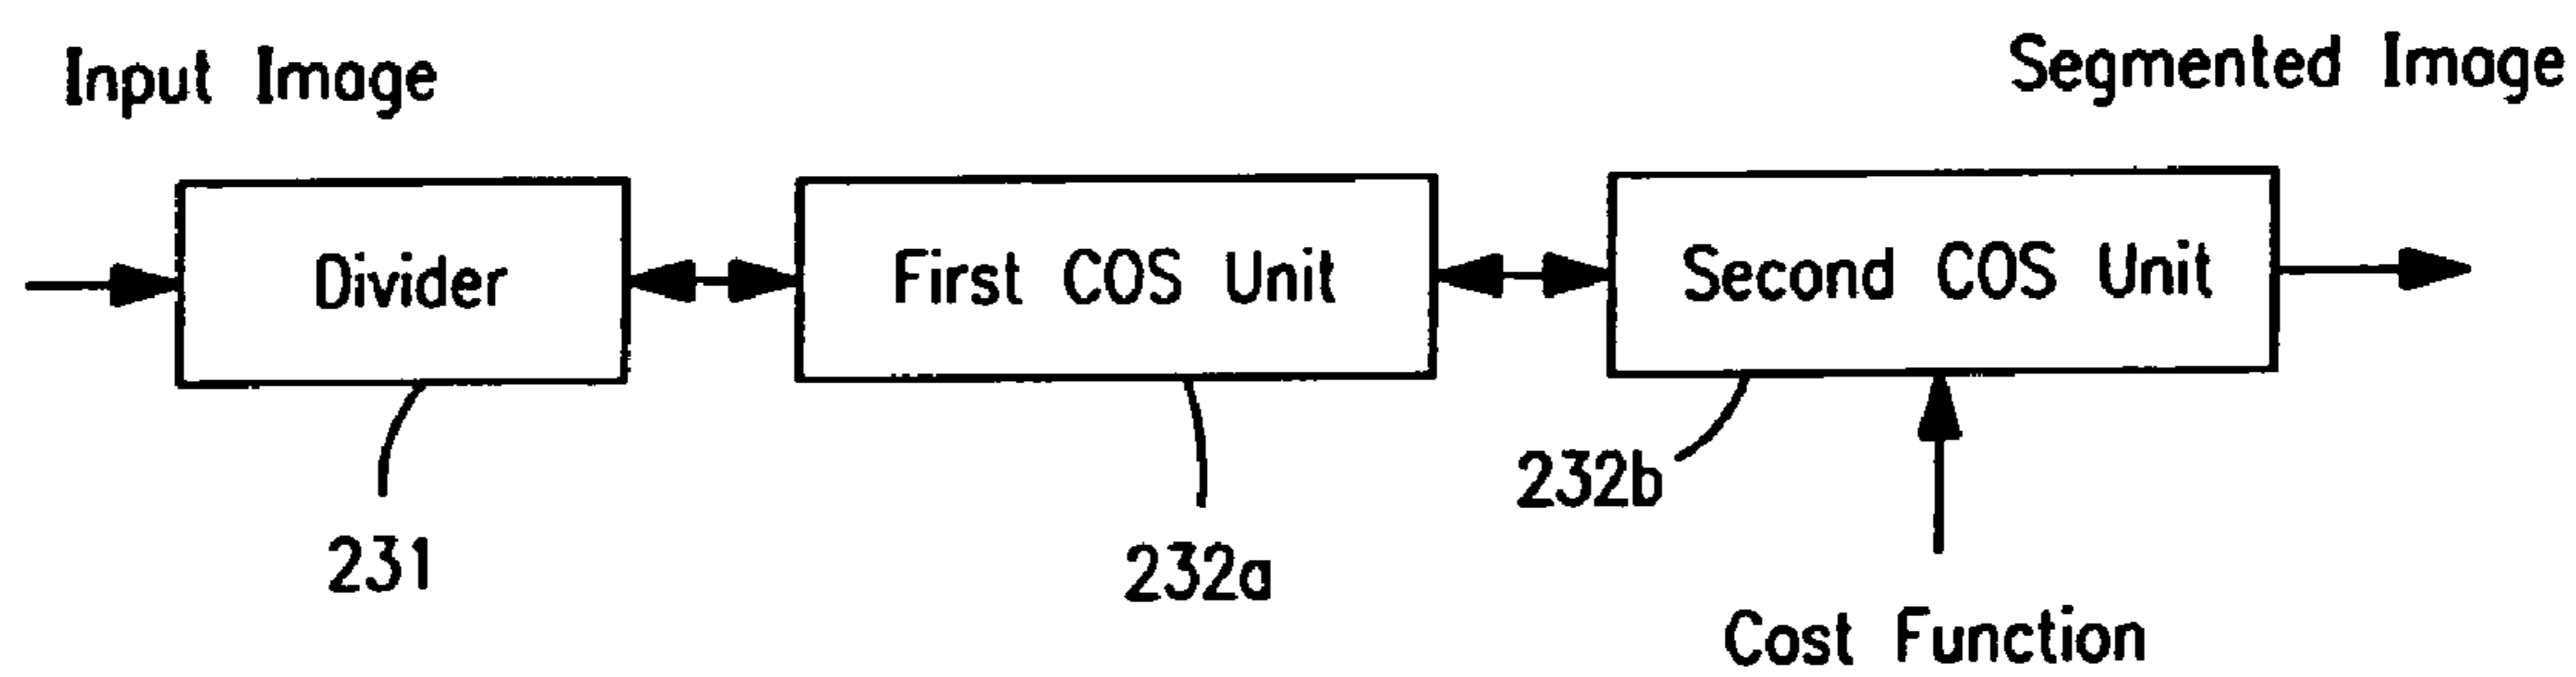 Input Image
Segmented Image
Divider
First COS Unit
Second COS Unit
231
232a
232b
Cost Function